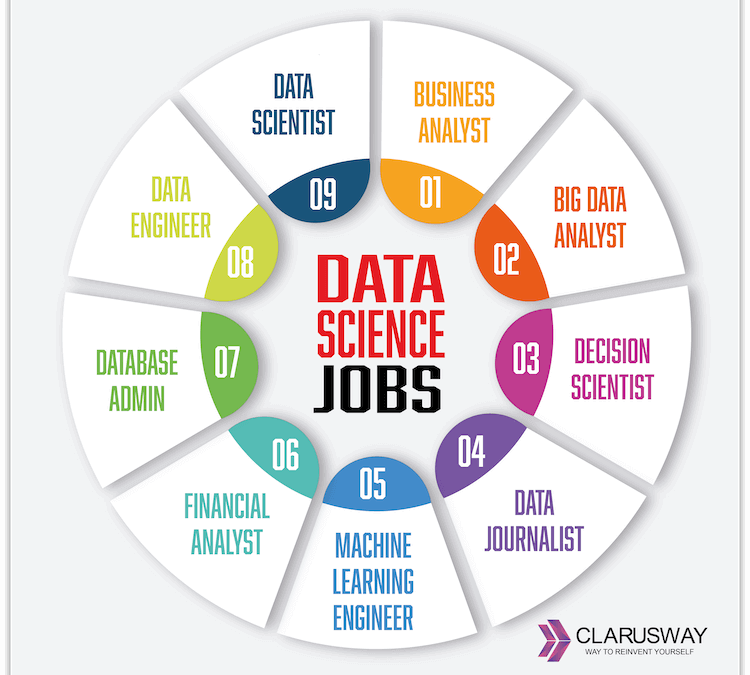 DATA
SCIENCE
JOBS
01
BUSINESS
ANALYST
02
BIG DATA
ANALYST
03
DECISION
SCIENTIST
04
DATA
JOURNALIST
05
MACHINE
LEARNING
ENGINEER
06
FINANCIAL
ANALYST
07
DATABASE
ADMIN
08
DATA
ENGINEER
09
DATA
SCIENTIST
CLARUSWAY
WAY TO REINVENT YOURSELF